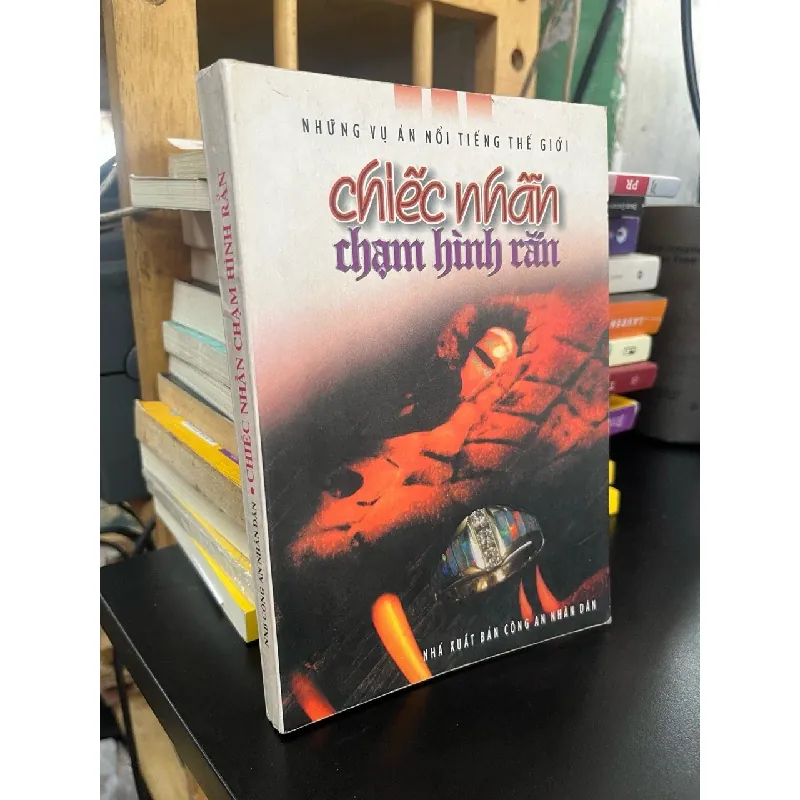 NHỮNG VỤ ÁN NỔI TIẾNG THẾ GIỚI
chiếc nhẫn
chạm hình rắn
NHÀ XUẤT BẢN CÔNG AN NHÂN DÂN
NXB CÔNG AN NHÂN DÂN • CHIẾC NHẪN CHẠM HÌNH RẮN
PR